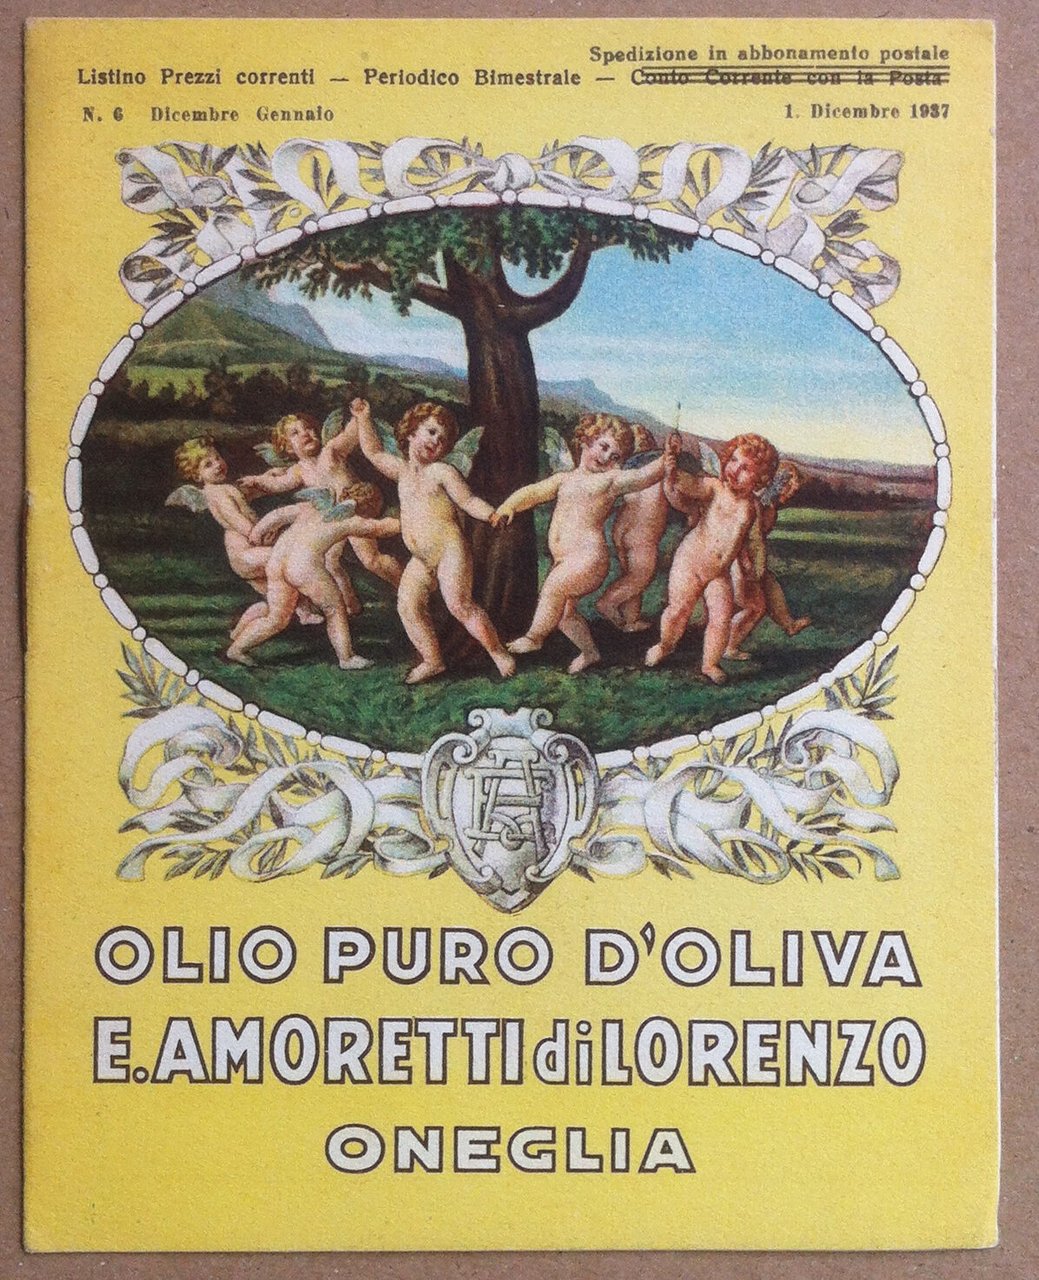 Spedizione in abbonamento postale
Listino Prezzi correnti — Periodico Bimestrale — Conto Corrente con la Posta
N. 6 Dicembre Gennaio 1. Dicembre 1937
OLIO PURO D'OLIVA
E. AMORETTI di LORENZO
ONEGLIA